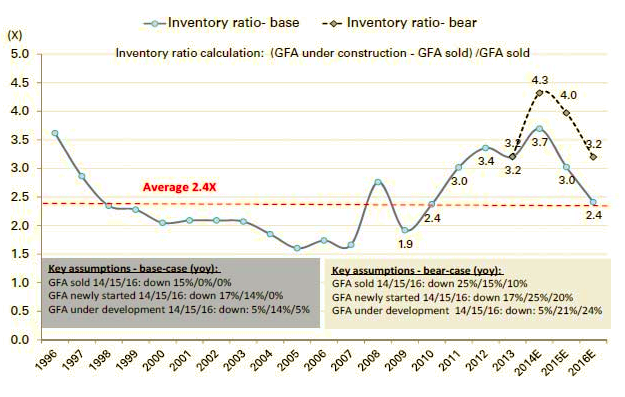 Inventory ratio- base Inventory ratio- bear
(X)
Inventory ratio calculation: (GFA under construction - GFA sold) /GFA sold
5.0
4.5
4.0
3.5
3.0
2.5
2.0
1.5
1.0
0.5
0.0
Average 2.4X
1.9
2.4
3.0
3.4
3.2
3.2
3.7
3.0
2.4
4.3
4.0
3.2
Key assumptions - base-case (yoy):
GFA sold 14/15/16: down 15%/0%/0%
GFA newly started 14/15/16: down 17%/14%/0%
GFA under development 14/15/16: down: 5%/14%/5%
Key assumptions - bear-case (yoy):
GFA sold 14/15/16: down 25%/15%/10%
GFA newly started 14/15/16: down 17%/25%/20%
GFA under development 14/15/16: down: 5%/21%/24%
1996 1997 1998 1999 2000 2001 2002 2003 2004 2005 2006 2007 2008 2009 2010 2011 2012 2013 2014E 2015E 2016E